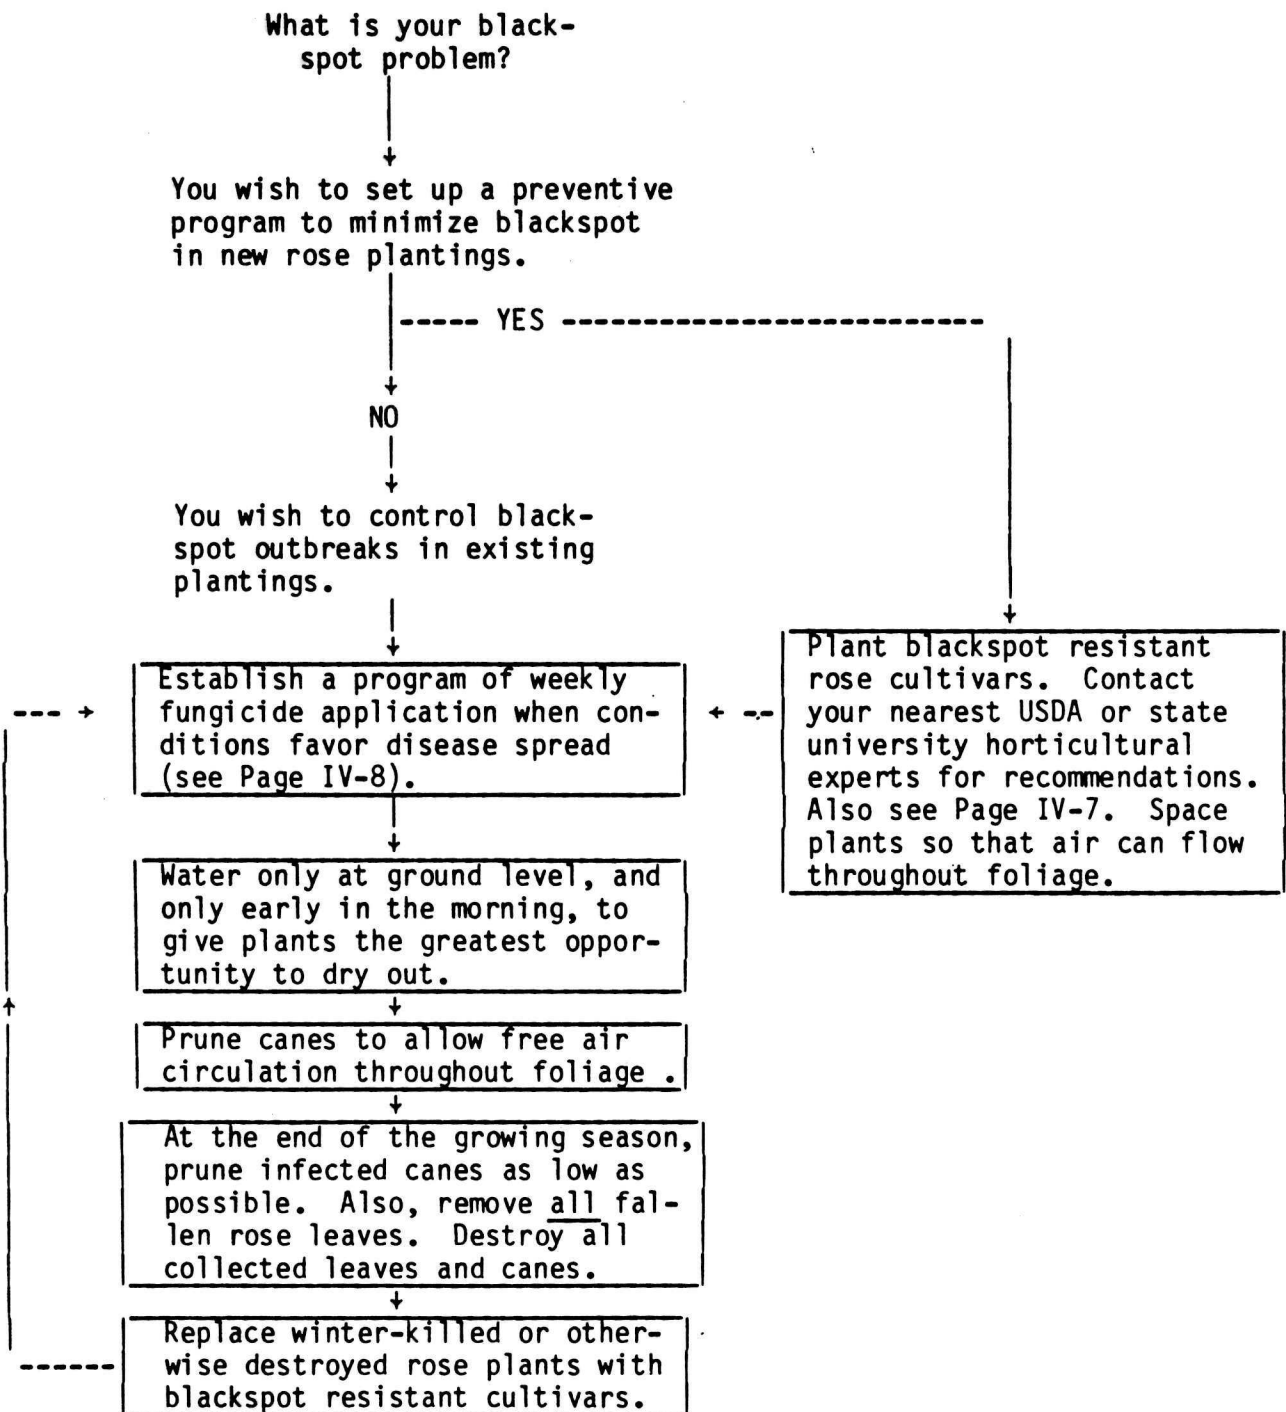 What is your black-
spot problem?
You wish to set up a preventive
program to minimize blackspot
in new rose plantings.
YES
NO
You wish to control black-
spot outbreaks in existing
plantings.
Establish a program of weekly
fungicide application when con-
ditions favor disease spread
(see Page IV-8).
Plant blackspot resistant
rose cultivars. Contact
your nearest USDA or state
university horticultural
experts for recommendations.
Also see Page IV-7. Space
plants so that air can flow
throughout foliage.
Water only at ground level, and
only early in the morning, to
give plants the greatest oppor-
tunity to dry out.
Prune canes to allow free air
circulation throughout foliage .
At the end of the growing season,
prune infected canes as low as
possible. Also, remove all fal-
len rose leaves. Destroy all
collected leaves and canes.
Replace winter-killed or other-
wise destroyed rose plants with
blackspot resistant cultivars.